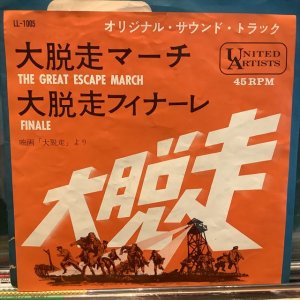 LL-1005
オリジナル・サウンド・トラック
大脱走マーチ
THE GREAT ESCAPE MARCH
UNITED
ARTISTS
45 RPM
大脱走フィナーレ
FINALE
映画「大脱走」より
大脱走